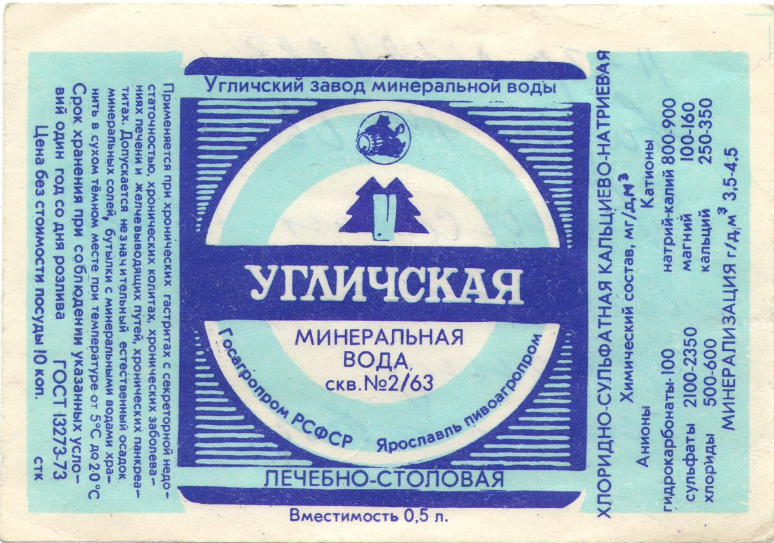 Применяется при хронических гастритах с секреторной недо-
статочностью, хронических колитах, хронических заболева-
ниях печени и желчевыводящих путей, хронических панкреа-
титах. Допускается незначительный естественный осадок
минеральных солей, бутылки с минеральными водами хра-
нить в сухом тёмном месте при температуре от 5°С до 20°С
Срок хранения при соблюдении указанных усло-
вий один год со дня розлива ГОСТ 13273-73
Цена без стоимости посуды 10 коп. стк
Угличский завод минеральной воды
УГЛИЧСКАЯ
МИНЕРАЛЬНАЯ
ВОДА
скв.№2/63
Госагропром РСФСР Ярославль пивоагропром
ЛЕЧЕБНО-СТОЛОВАЯ
Вместимость 0,5 л.
ХЛОРИДНО-СУЛЬФАТНАЯ КАЛЬЦИЕВО-НАТРИЕВАЯ
Химический состав, мг/дм³
Анионы Катионы
гидрокарбонаты-100 натрий-калий 800-900
сульфаты 2100-2350 магний 100-160
хлориды 500-600 кальций 250-350
МИНЕРАЛИЗАЦИЯ г/дм³ 3,5-4,5